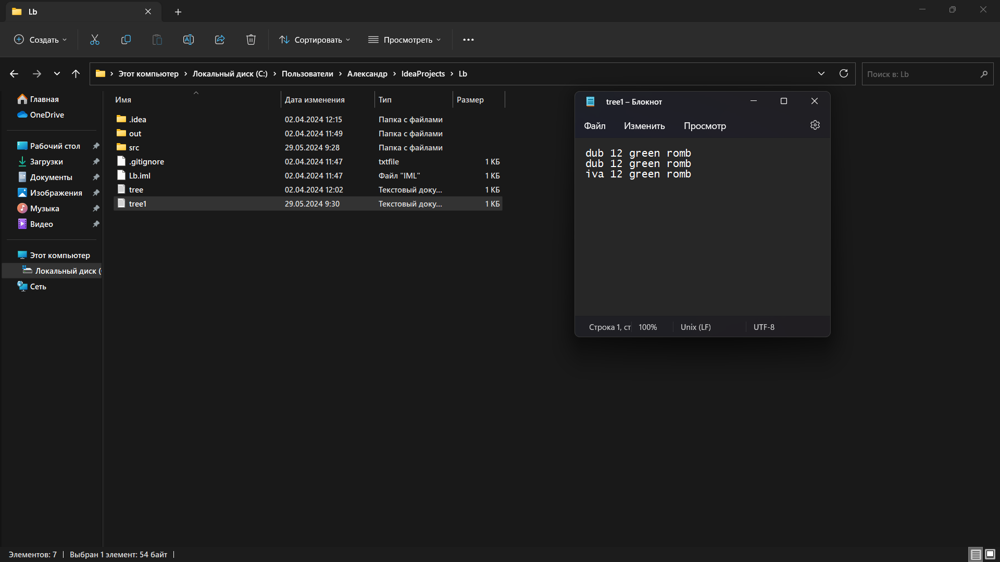 Lb
Создать
Сортировать
Просмотреть
Этот компьютер
Локальный диск (C:)
Пользователи
Александр
IdeaProjects
Lb
Поиск в: Lb
Главная
OneDrive
Рабочий стол
Загрузки
Документы
Изображения
Музыка
Видео
Этот компьютер
Локальный диск (
Сеть
Имя Дата изменения Тип Размер
.idea 02.04.2024 12:15 Папка с файлами
out 02.04.2024 11:49 Папка с файлами
src 29.05.2024 9:28 Папка с файлами
.gitignore 02.04.2024 11:47 txtfile 1 КБ
Lb.iml 02.04.2024 11:47 Файл "IML" 1 КБ
tree 02.04.2024 12:02 Текстовый доку... 1 КБ
tree1 29.05.2024 9:30 Текстовый доку... 1 КБ
tree1 – Блокнот
Файл Изменить Просмотр
dub 12 green romb
dub 12 green romb
iva 12 green romb
Строка 1, ст 100% Unix (LF) UTF-8
Элементов: 7 Выбран 1 элемент: 54 байт